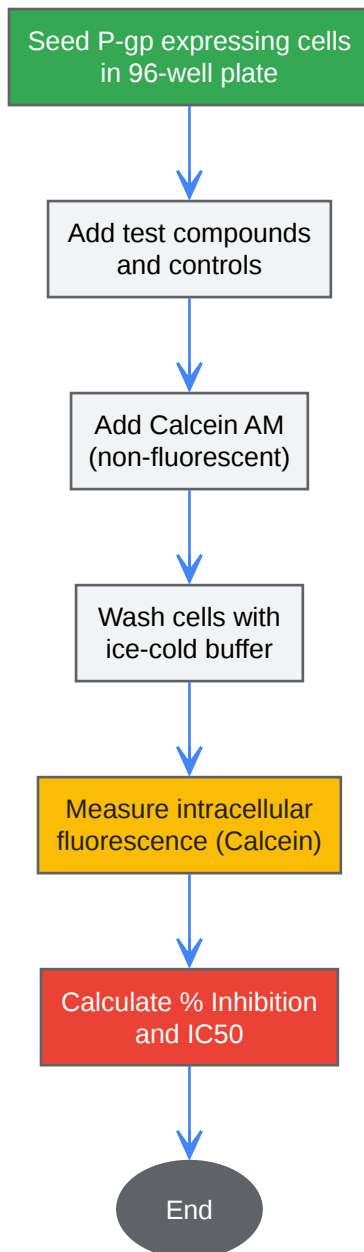 Seed P-gp expressing cells
in 96-well plate
Add test compounds
and controls
Add Calcein AM
(non-fluorescent)
Wash cells with
ice-cold buffer
Measure intracellular
fluorescence (Calcein)
Calculate % Inhibition
and IC50
End